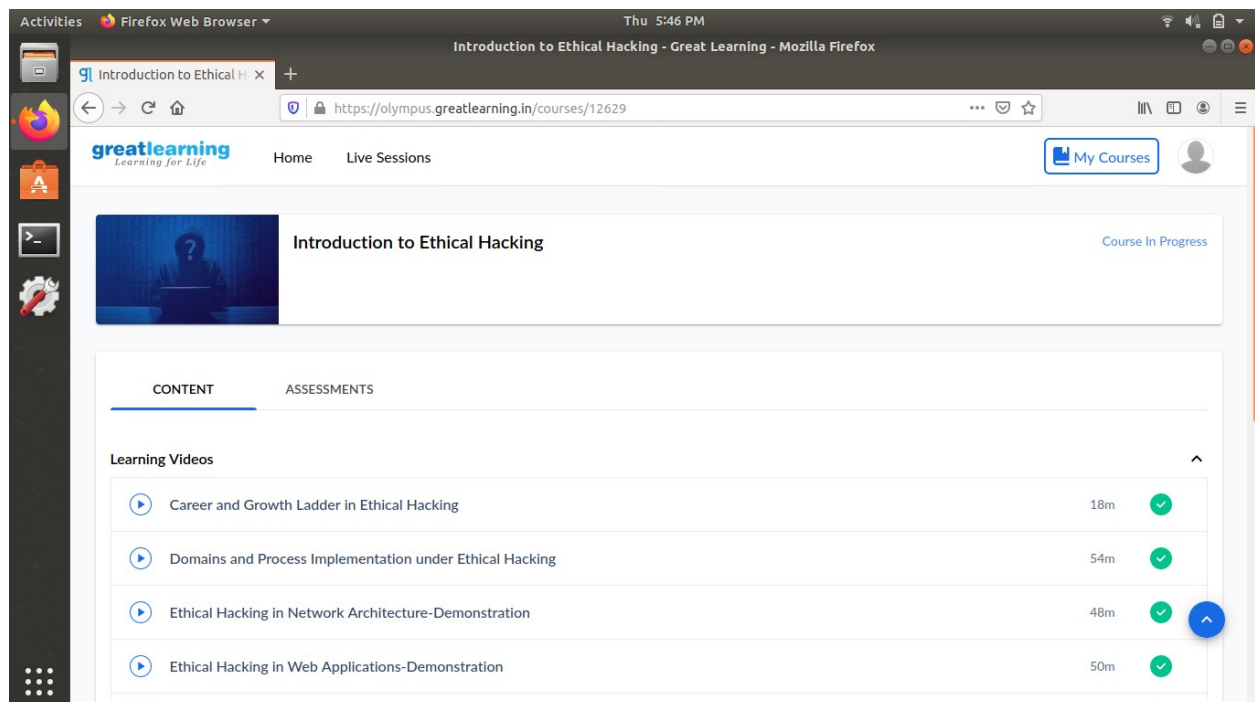 Activities Firefox Web Browser Thu 5:46 PM
Introduction to Ethical Hacking - Great Learning - Mozilla Firefox
gl Introduction to Ethical H
https://olympus.greatlearning.in/courses/12629
greatlearning
Learning for Life
Home Live Sessions My Courses
Introduction to Ethical Hacking Course In Progress
CONTENT ASSESSMENTS
Learning Videos
Career and Growth Ladder in Ethical Hacking 18m
Domains and Process Implementation under Ethical Hacking 54m
Ethical Hacking in Network Architecture-Demonstration 48m
Ethical Hacking in Web Applications-Demonstration 50m